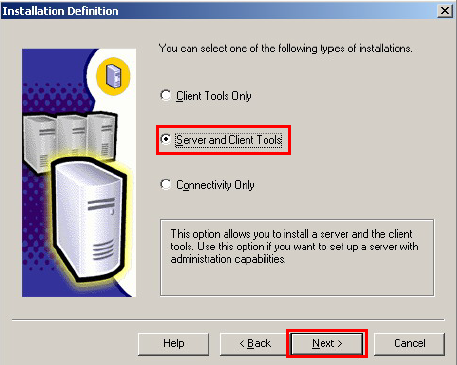 Installation Definition
You can select one of the following types of installations.
Client Tools Only
Server and Client Tools
Connectivity Only
This option allows you to install a server and the client
tools. Use this option if you want to set up a server with
administration capabilities.
Help
< Back
Next >
Cancel